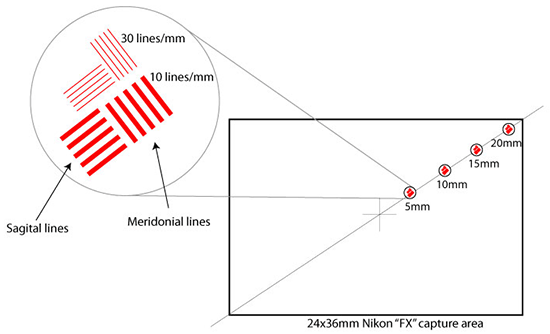 30 lines/mm
10 lines/mm
Sagital lines
Meridonial lines
20mm
15mm
10mm
5mm
24x36mm Nikon “FX” capture area